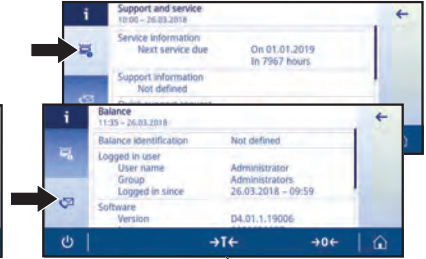 i Support and service ←
10:00 – 26.03.2018
Service information
Next service due On 01.01.2019
In 7967 hours
Support information
Not defined
i Balance ←
11:35 – 26.03.2018
Balance identification Not defined
Logged in user
User name Administrator
Group Administrators
Logged in since 26.03.2018 – 09:59
Software
Version D4.01.1.19006
→T← →0←